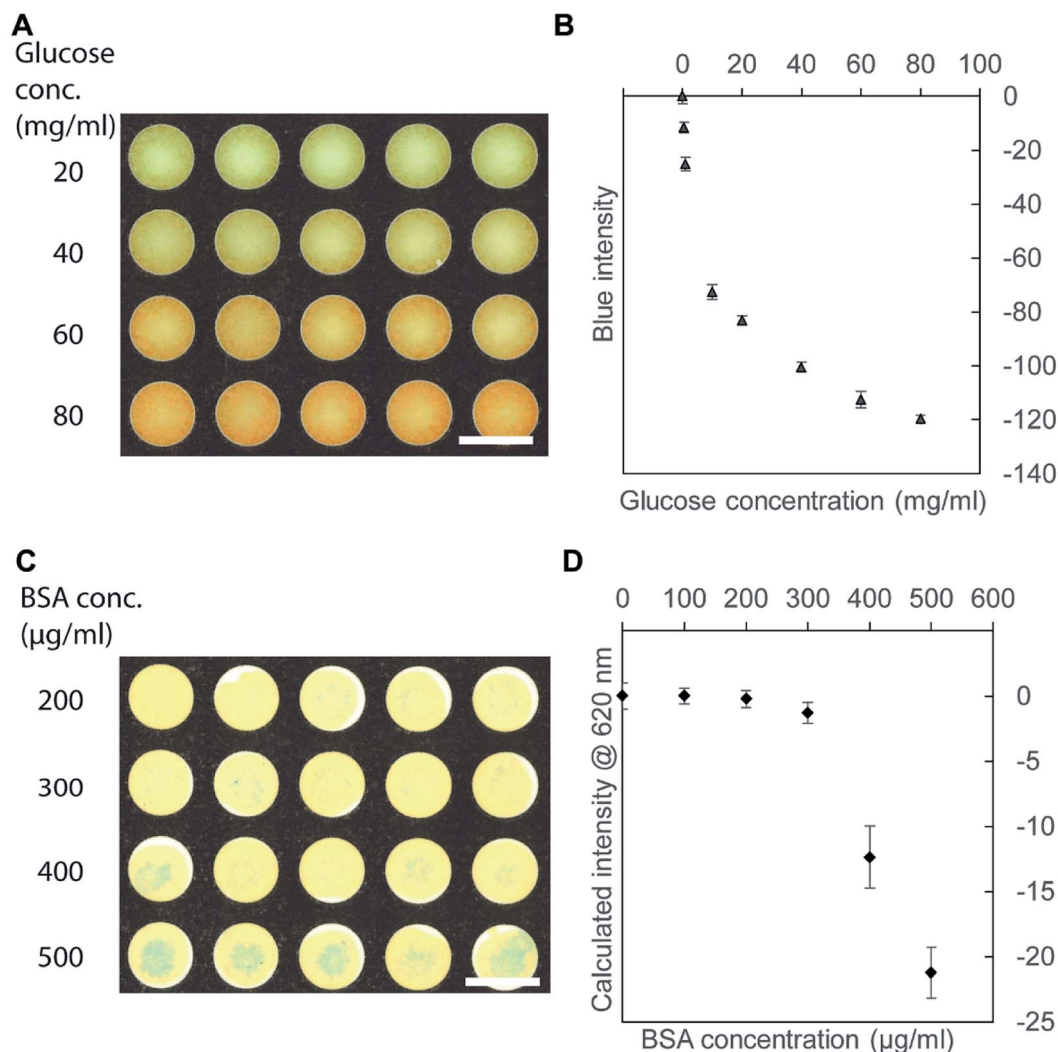 A
Glucose
conc.
(mg/ml)
20
40
60
80
B
0 20 40 60 80 100
0
-20
-40
-60
-80
-100
-120
-140
Blue intensity
Glucose concentration (mg/ml)
C
BSA conc.
(µg/ml)
200
300
400
500
D
0 100 200 300 400 500 600
0
-5
-10
-15
-20
-25
Calculated intensity @ 620 nm
BSA concentration (µg/ml)